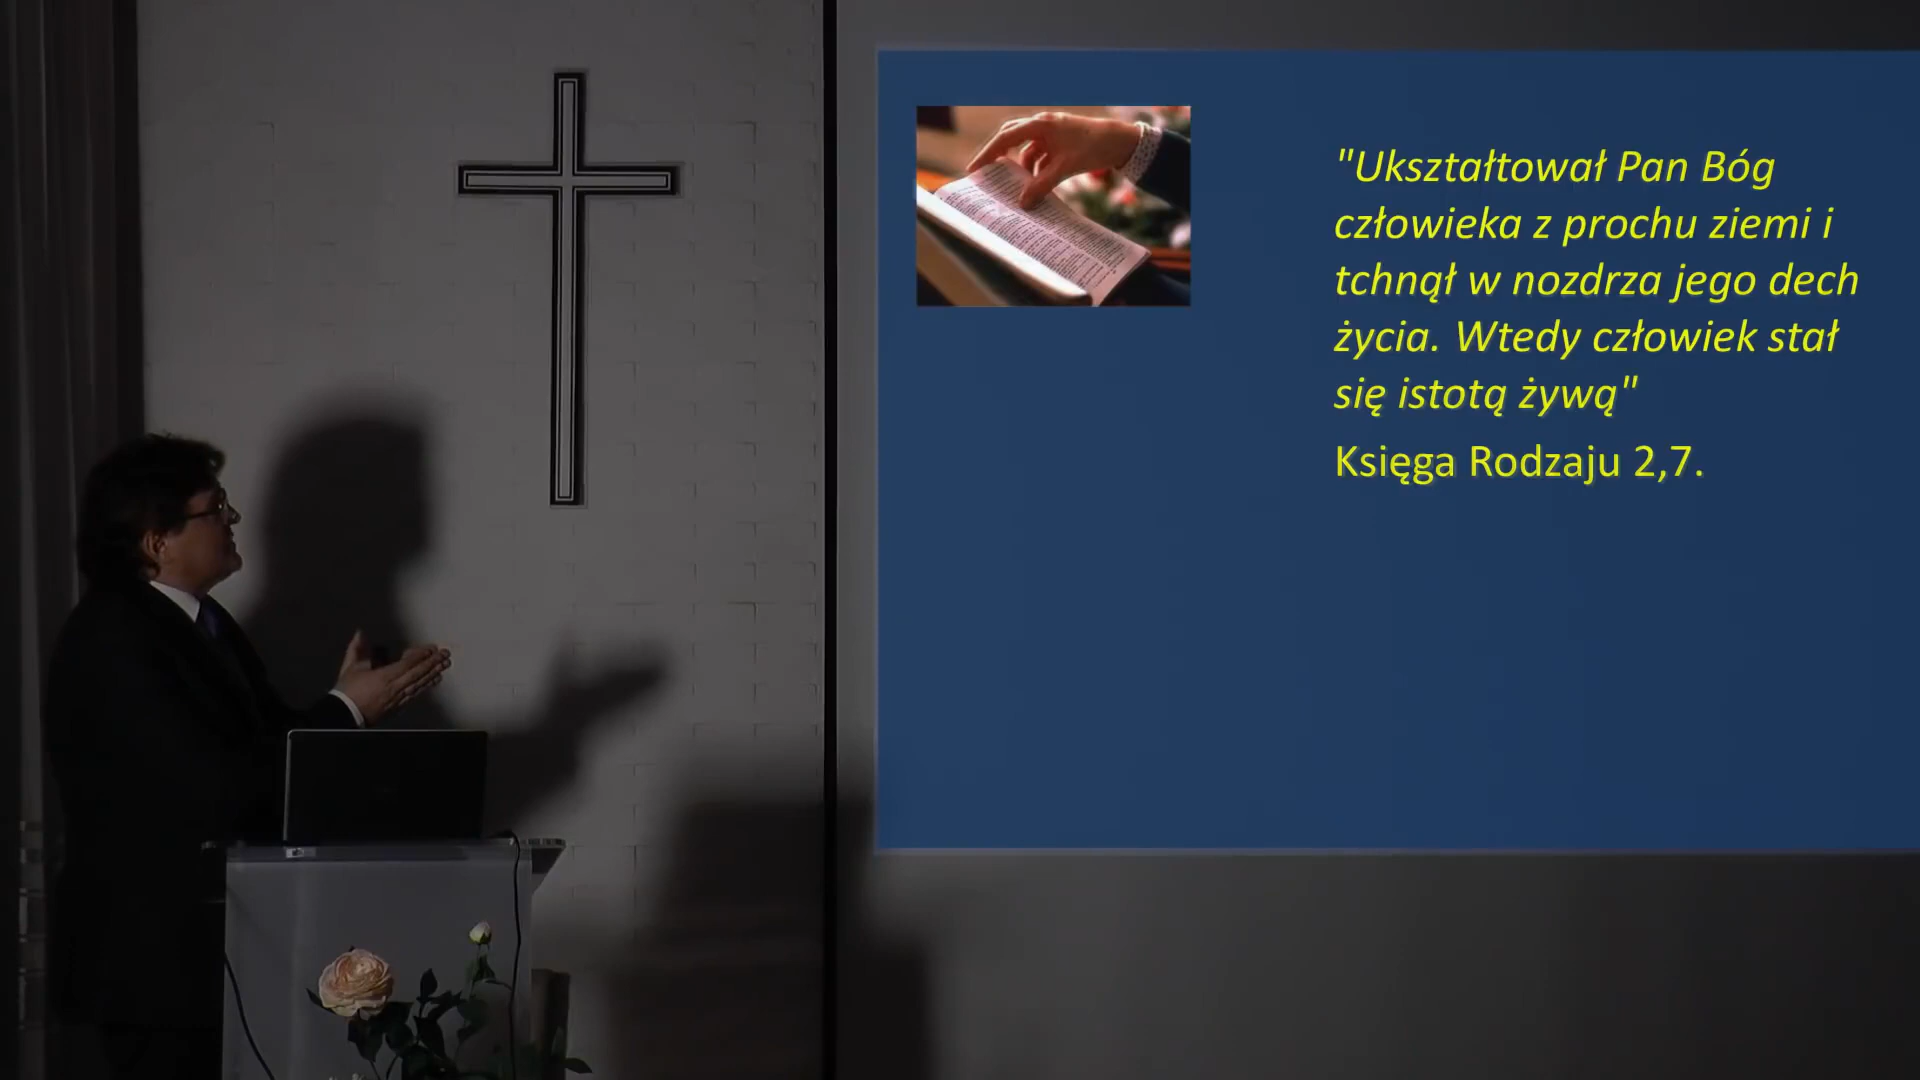 "Ukształtował Pan Bóg
człowieka z prochu ziemi i
tchnął w nozdrza jego dech
życia. Wtedy człowiek stał
się istotą żywą"
Księga Rodzaju 2,7.